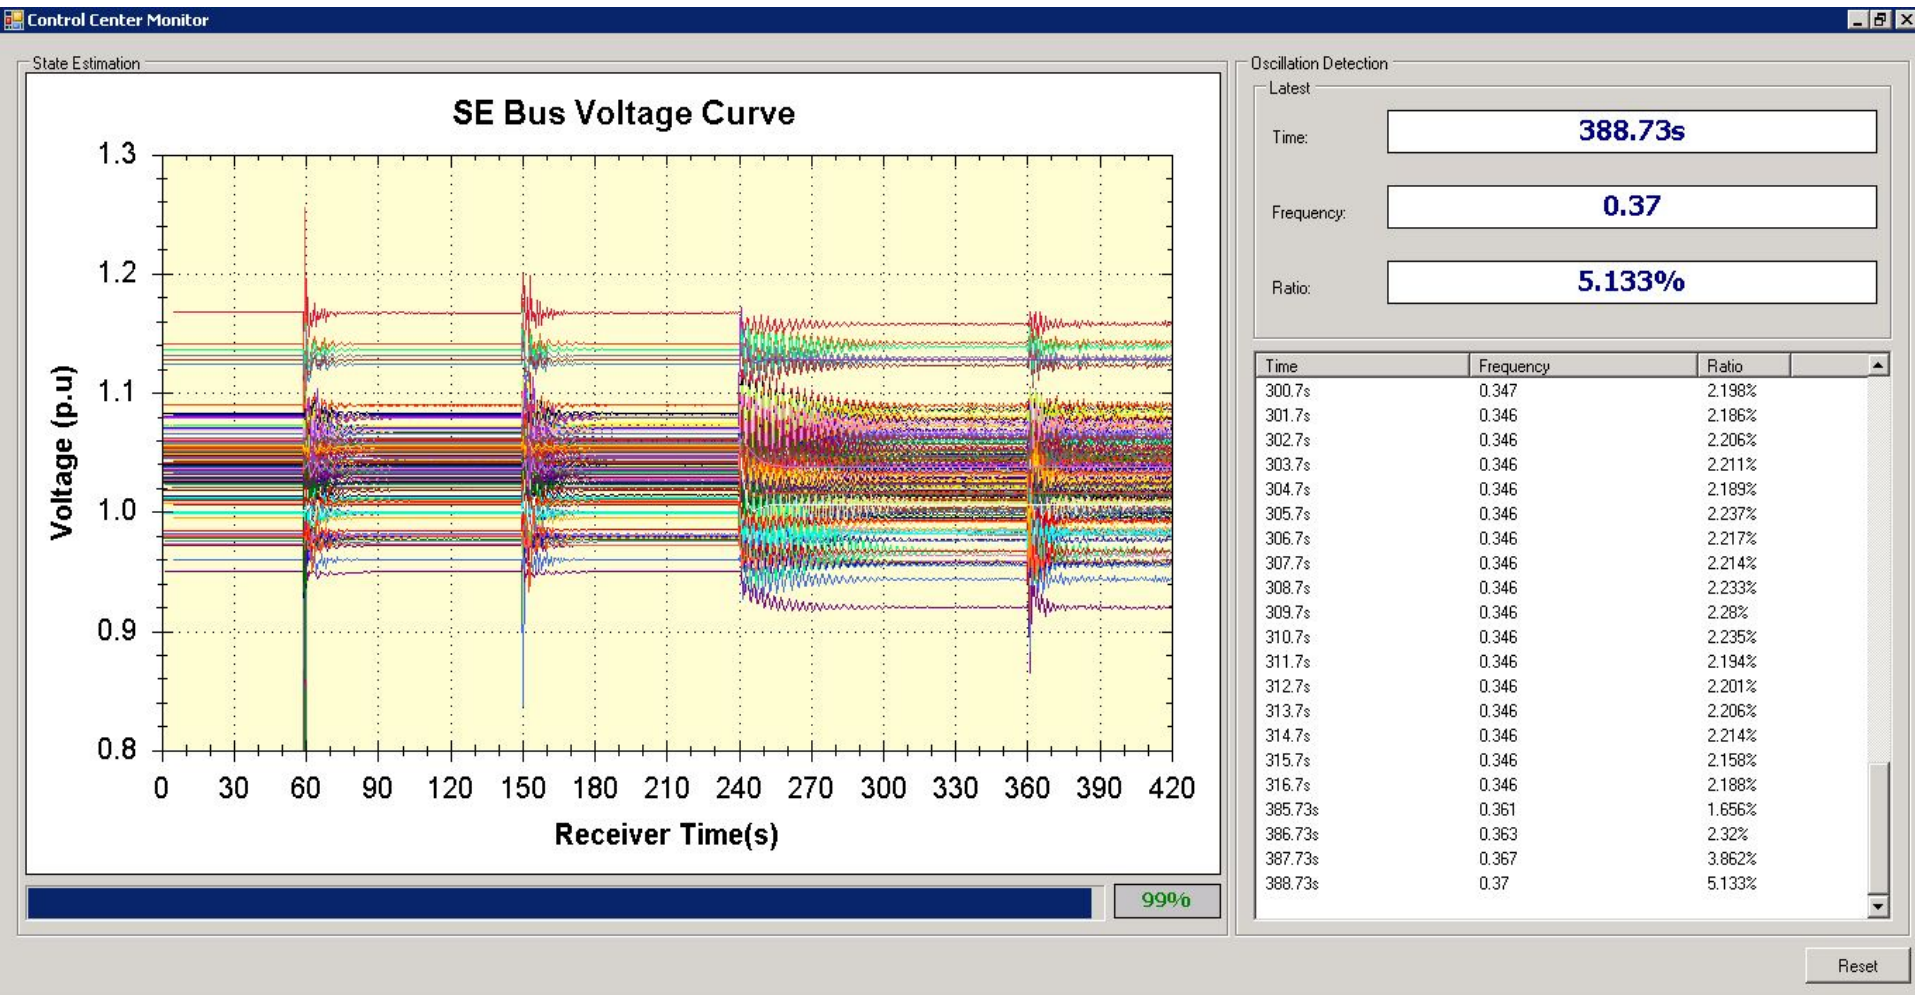 Control Center Monitor
State Estimation
SE Bus Voltage Curve
1.3
1.2
1.1
1.0
0.9
0.8
Voltage (p.u)
0 30 60 90 120 150 180 210 240 270 300 330 360 390 420
Receiver Time(s)
99%
Oscillation Detection
Latest
Time: 388.73s
Frequency: 0.37
Ratio: 5.133%
Time Frequency Ratio
300.7s 0.347 2.198%
301.7s 0.346 2.186%
302.7s 0.346 2.206%
303.7s 0.346 2.211%
304.7s 0.346 2.189%
305.7s 0.346 2.237%
306.7s 0.346 2.217%
307.7s 0.346 2.214%
308.7s 0.346 2.233%
309.7s 0.346 2.28%
310.7s 0.346 2.235%
311.7s 0.346 2.194%
312.7s 0.346 2.201%
313.7s 0.346 2.206%
314.7s 0.346 2.214%
315.7s 0.346 2.158%
316.7s 0.346 2.188%
385.73s 0.361 1.656%
386.73s 0.363 2.32%
387.73s 0.367 3.862%
388.73s 0.37 5.133%
Reset